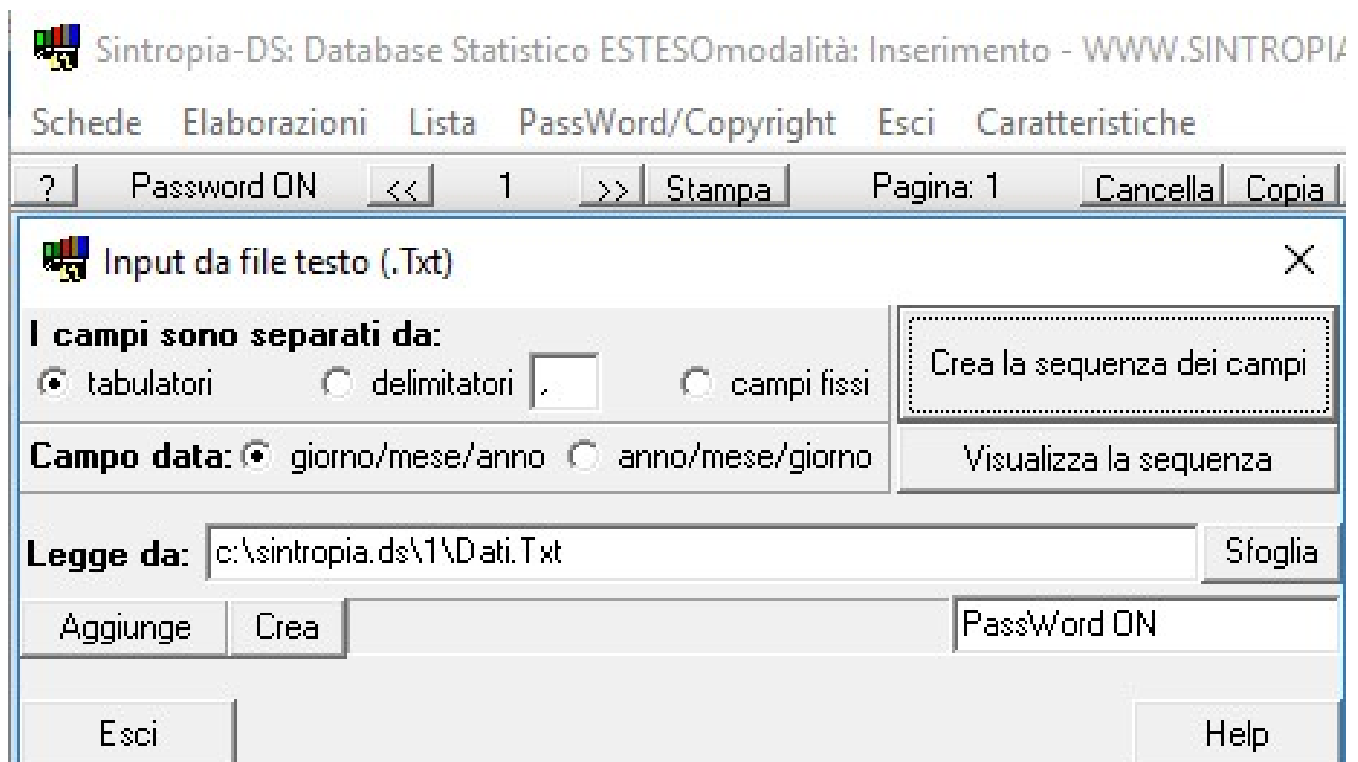 Sintropia-DS: Database Statistico ESTESOmodalità: Inserimento - WWW.SINTROPIA
Schede Elaborazioni Lista PassWord/Copyright Esci Caratteristiche
? Password ON << 1 >> Stampa Pagina: 1 Cancella Copia
Input da file testo (.Txt)
I campi sono separati da:
tabulatori delimitatori , campi fissi
Crea la sequenza dei campi
Campo data: giorno/mese/anno anno/mese/giorno
Visualizza la sequenza
Legge da: c:\sintropia.ds\1\Dati.Txt Sfoglia
Aggiunge Crea PassWord ON
Esci Help